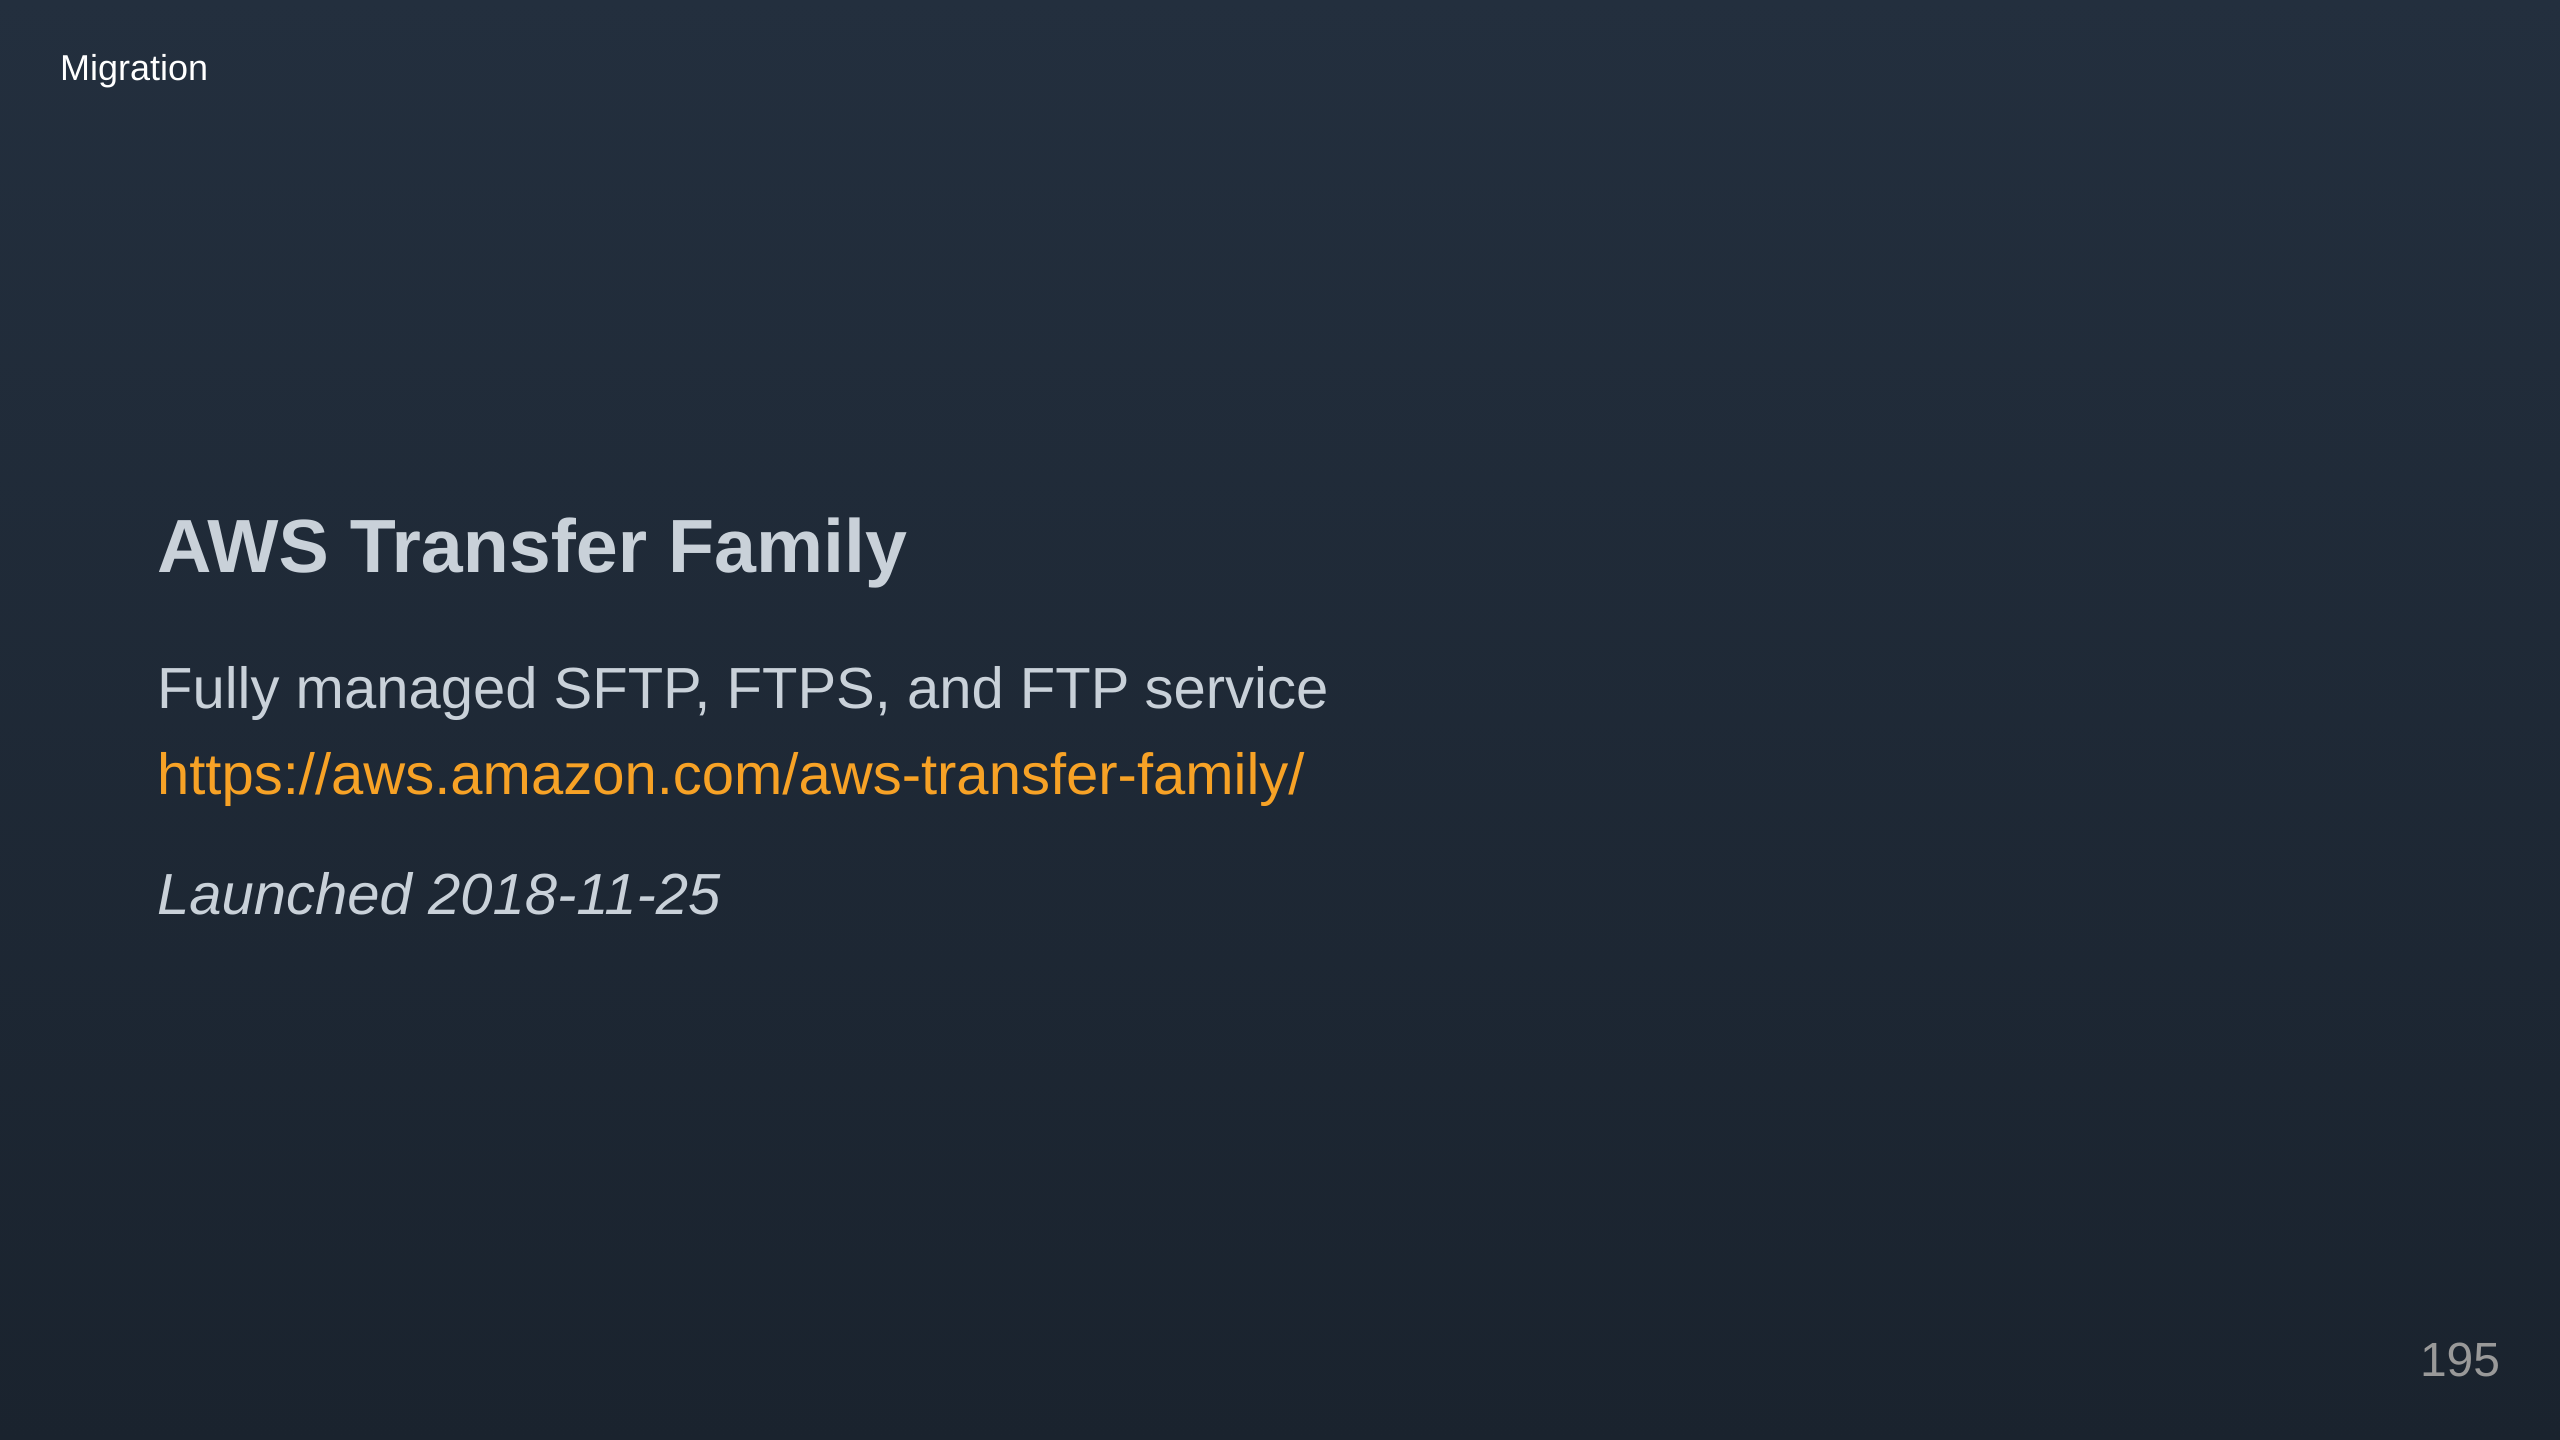 Migration
AWS Transfer Family
Fully managed SFTP, FTPS, and FTP service
https://aws.amazon.com/aws-transfer-family/
Launched 2018-11-25
195